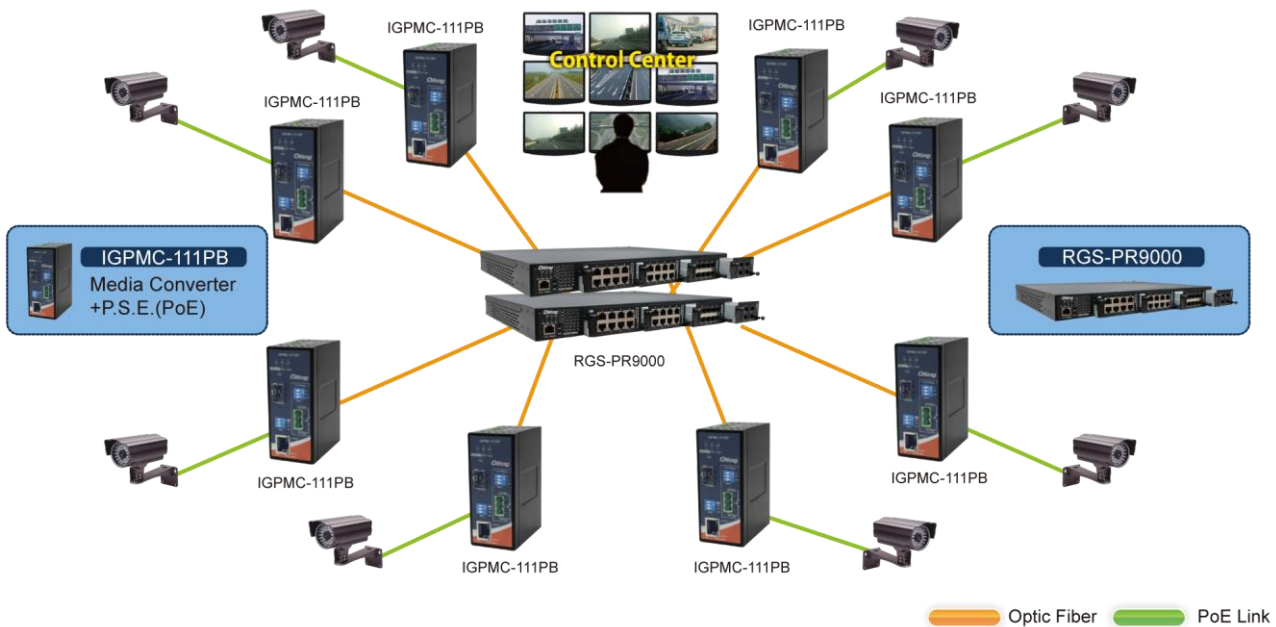 IGPMC-111PB
Control Center
IGPMC-111PB
IGPMC-111PB
IGPMC-111PB
IGPMC-111PB
Media Converter
+P.S.E.(PoE)
RGS-PR9000
RGS-PR9000
IGPMC-111PB
IGPMC-111PB
IGPMC-111PB
IGPMC-111PB
Optic Fiber
PoE Link